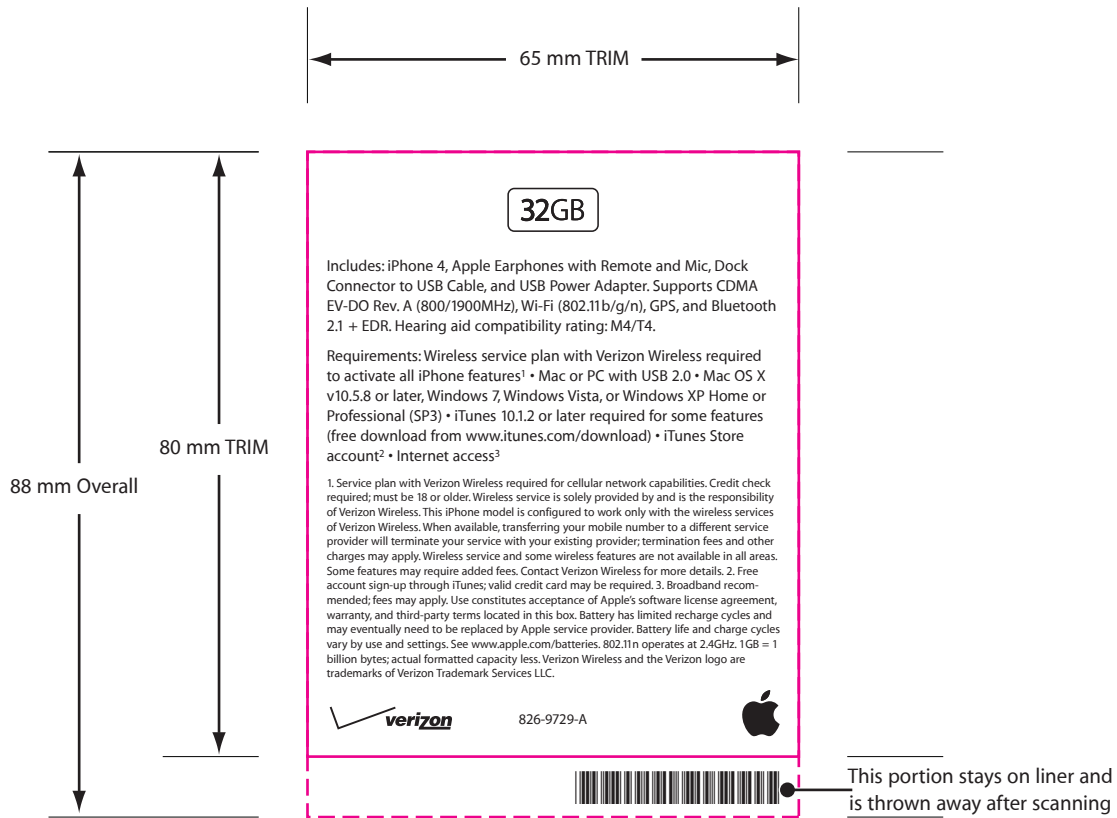 65 mm TRIM
32GB
Includes: iPhone 4, Apple Earphones with Remote and Mic, Dock
Connector to USB Cable, and USB Power Adapter. Supports CDMA
EV-DO Rev. A (800/1900MHz), Wi-Fi (802.11b/g/n), GPS, and Bluetooth
2.1 + EDR. Hearing aid compatibility rating: M4/T4.
Requirements: Wireless service plan with Verizon Wireless required
to activate all iPhone features¹ • Mac or PC with USB 2.0 • Mac OS X
v10.5.8 or later, Windows 7, Windows Vista, or Windows XP Home or
Professional (SP3) • iTunes 10.1.2 or later required for some features
(free download from www.itunes.com/download) • iTunes Store
account² • Internet access³
80 mm TRIM
88 mm Overall
1. Service plan with Verizon Wireless required for cellular network capabilities. Credit check
required; must be 18 or older. Wireless service is solely provided by and is the responsibility
of Verizon Wireless. This iPhone model is configured to work only with the wireless services
of Verizon Wireless. When available, transferring your mobile number to a different service
provider will terminate your service with your existing provider; termination fees and other
charges may apply. Wireless service and some wireless features are not available in all areas.
Some features may require added fees. Contact Verizon Wireless for more details. 2. Free
account sign-up through iTunes; valid credit card may be required. 3. Broadband recom-
mended; fees may apply. Use constitutes acceptance of Apple's software license agreement,
warranty, and third-party terms located in this box. Battery has limited recharge cycles and
may eventually need to be replaced by Apple service provider. Battery life and charge cycles
vary by use and settings. See www.apple.com/batteries. 802.11n operates at 2.4GHz. 1GB = 1
billion bytes; actual formatted capacity less. Verizon Wireless and the Verizon logo are
trademarks of Verizon Trademark Services LLC.
verizon
826-9729-A
This portion stays on liner and
is thrown away after scanning